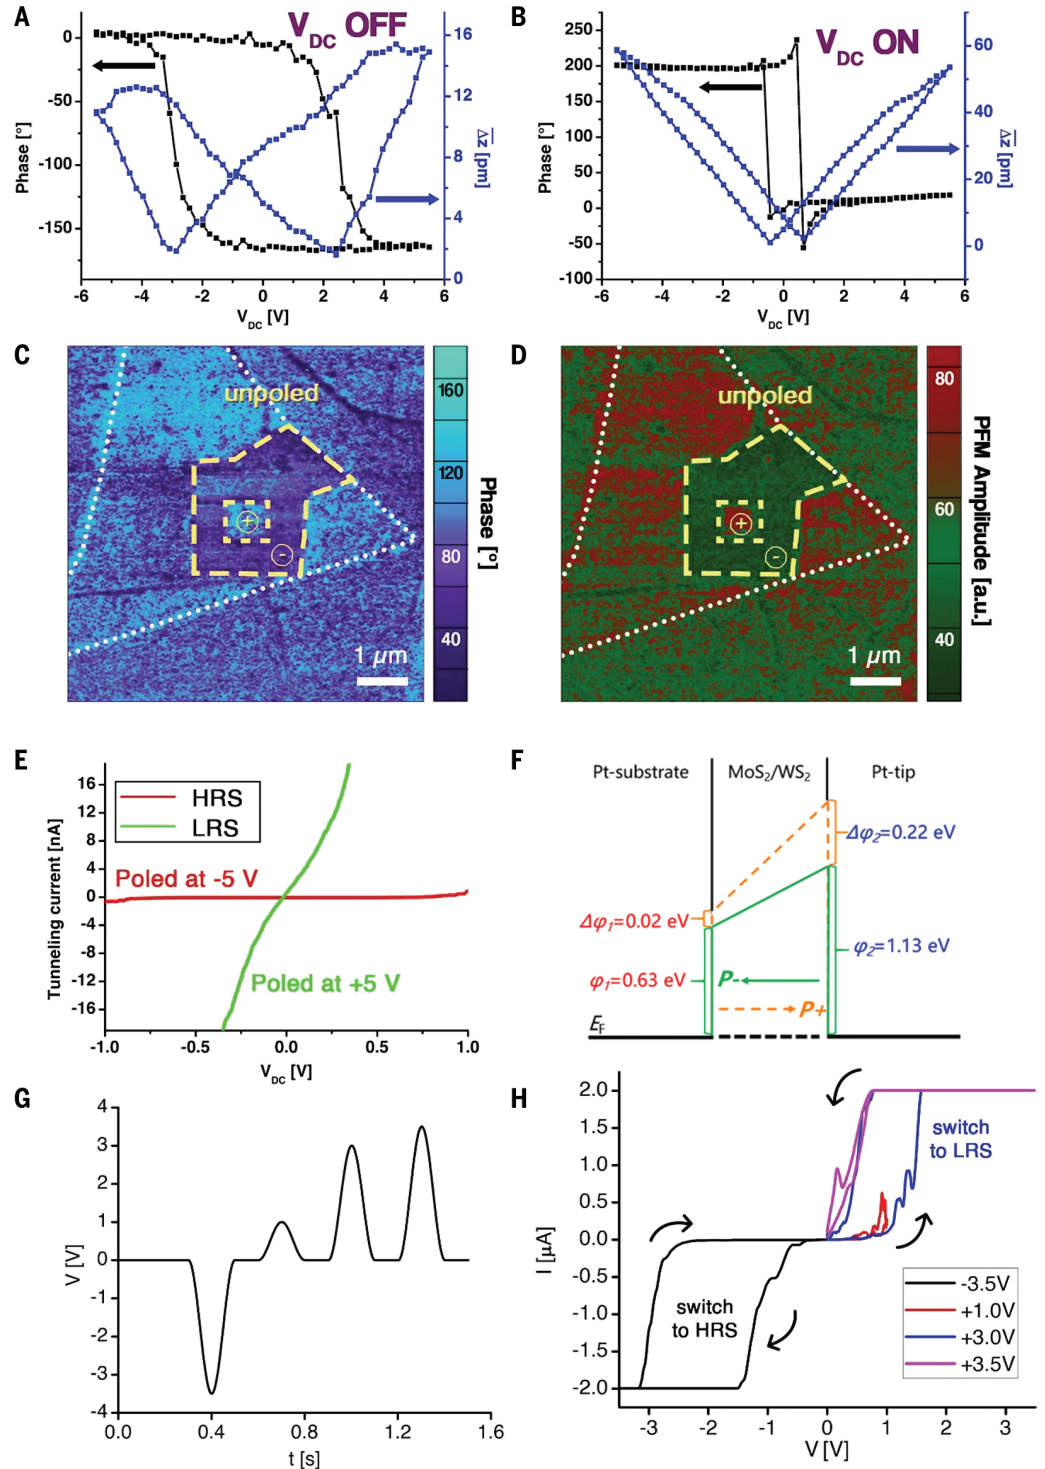 A
V_DC OFF
0
-50
-100
-150
Phase [°]
16
12
8
4
0
Δz [pm]
-6 -4 -2 0 2 4 6
V_DC [V]
B
V_DC ON
250
200
150
100
50
0
-50
-100
Phase [°]
60
40
20
0
Δz [pm]
-6 -4 -2 0 2 4 6
V_DC [V]
C
unpoled
+
-
1 μm
160
120
80
40
Phase [º]
D
unpoled
+
-
1 μm
80
60
40
PFM Amplitude [a.u.]
E
HRS
LRS
Poled at -5 V
Poled at +5 V
16
12
8
4
0
-4
-8
-12
-16
Tunneling current [nA]
-1.0 -0.5 0.0 0.5 1.0
V_DC [V]
F
Pt-substrate MoS₂/WS₂ Pt-tip
Δφ₂=0.22 eV
Δφ₁=0.02 eV
φ₂=1.13 eV
φ₁=0.63 eV
P-
P+
E_F
G
4
3
2
1
0
-1
-2
-3
-4
V [V]
0.0 0.4 0.8 1.2 1.6
t [s]
H
2.0
1.5
1.0
0.5
0.0
-0.5
-1.0
-1.5
-2.0
I [μA]
switch
to LRS
switch
to HRS
-3.5V
+1.0V
+3.0V
+3.5V
-3 -2 -1 0 1 2 3
V [V]